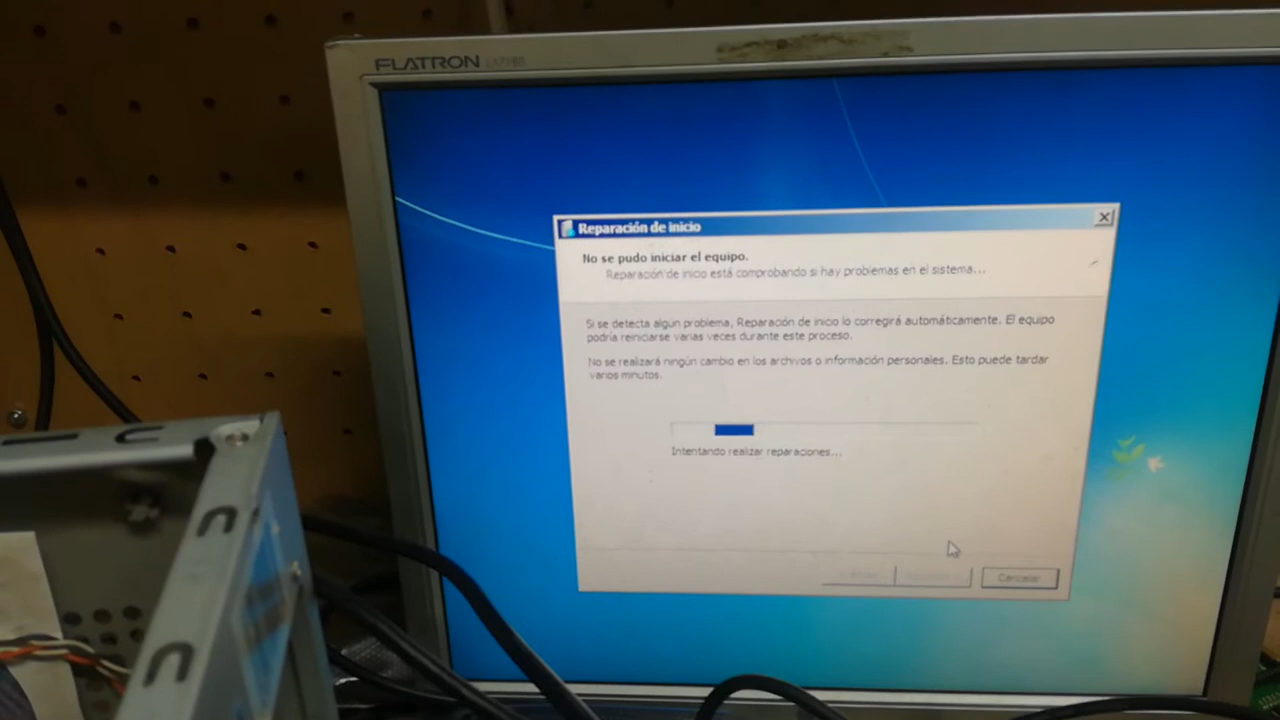 FLATRON
Reparación de inicio
No se pudo iniciar el equipo.
Reparación de inicio está comprobando si hay problemas en el sistema...
Si se detecta algún problema, Reparación de inicio lo corregirá automáticamente. El equipo
podría reiniciarse varias veces durante este proceso.
No se realizará ningún cambio en los archivos o información personales. Esto puede tardar
varios minutos.
Intentando realizar reparaciones...
Cancelar